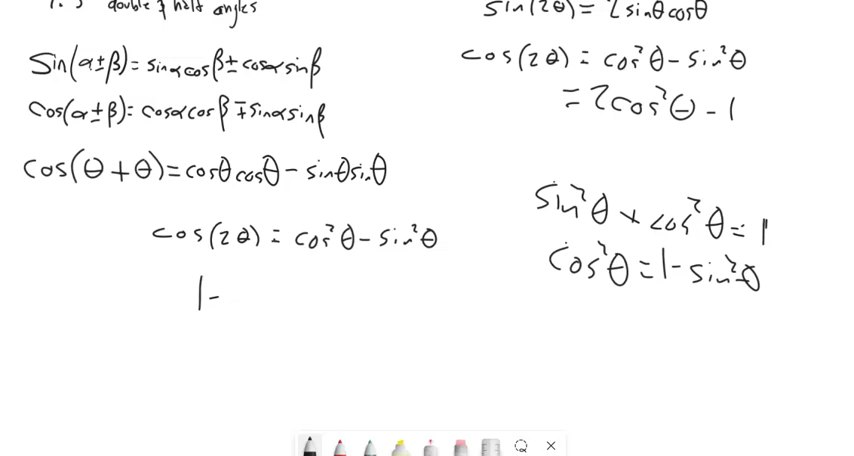 double & half angles
sin(α±β)=sinαcosβ±cosαsinβ
cos(α±β)=cosαcosβ∓sinαsinβ
cos(θ+θ)=cosθcosθ-sinθsinθ
cos(2θ)=cos²θ-sin²θ
1-
sin(2θ)=2sinθcosθ
cos(2θ)=cos²θ-sin²θ
=2cos²θ-1
sin²θ+cos²θ=1
cos²θ=1-sin²θ